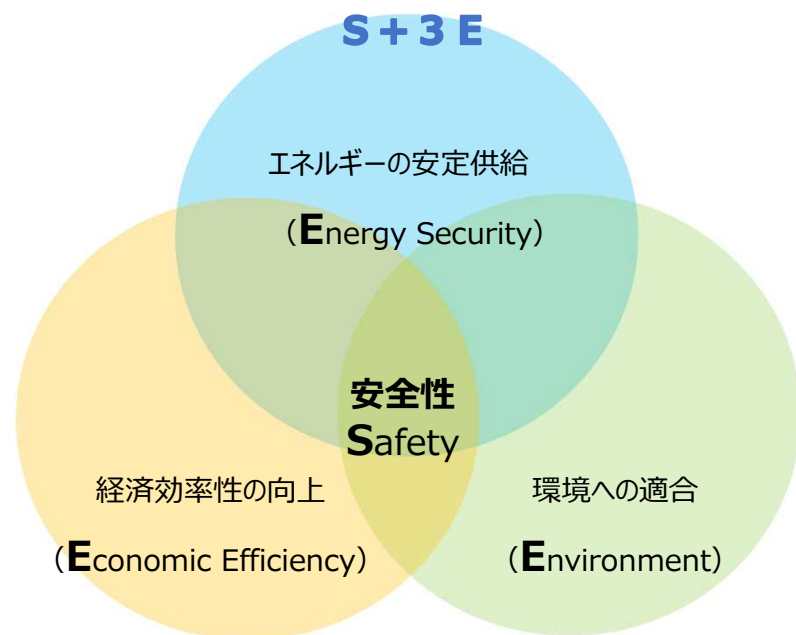 S+3E
エネルギーの安定供給
（Energy Security）
安全性
Safety
経済効率性の向上
（Economic Efficiency）
環境への適合
（Environment）